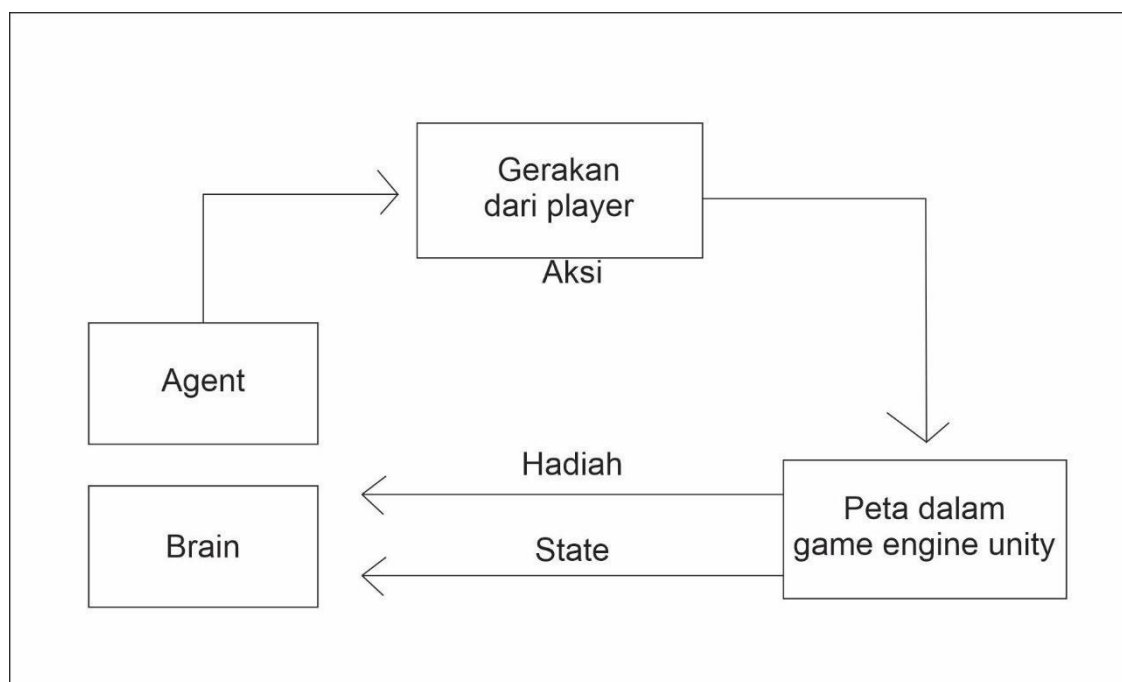 Gerakan
dari player
Aksi
Agent
Hadiah
Peta dalam
game engine unity
Brain
State